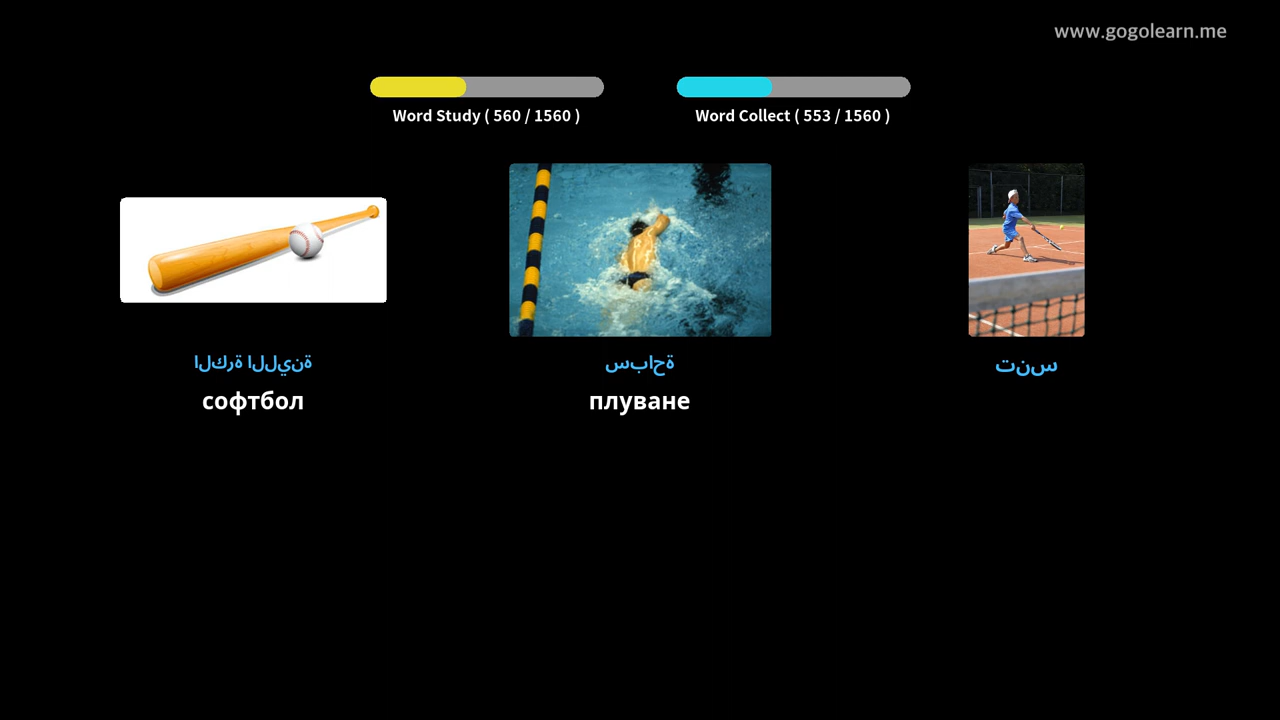 www.gogolearn.me
Word Study ( 560 / 1560 )
Word Collect ( 553 / 1560 )
الكرة اللينة
софтбол
سباحة
плуване
تنس